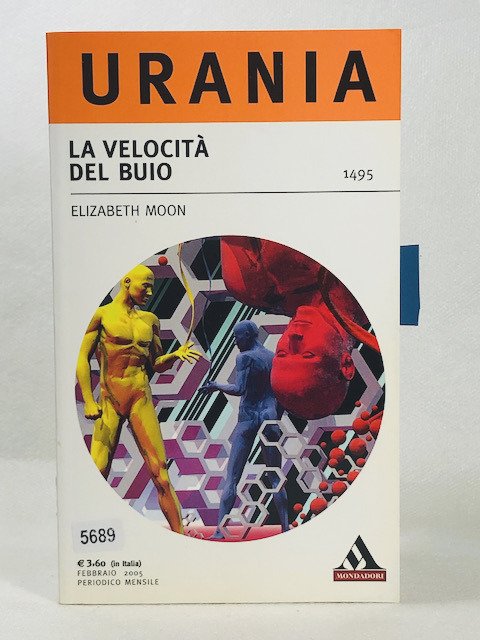 URANIA
LA VELOCITÀ
DEL BUIO
1495
ELIZABETH MOON
5689
€ 3,60 (in Italia)
FEBBRAIO 2005
PERIODICO MENSILE
MONDADORI